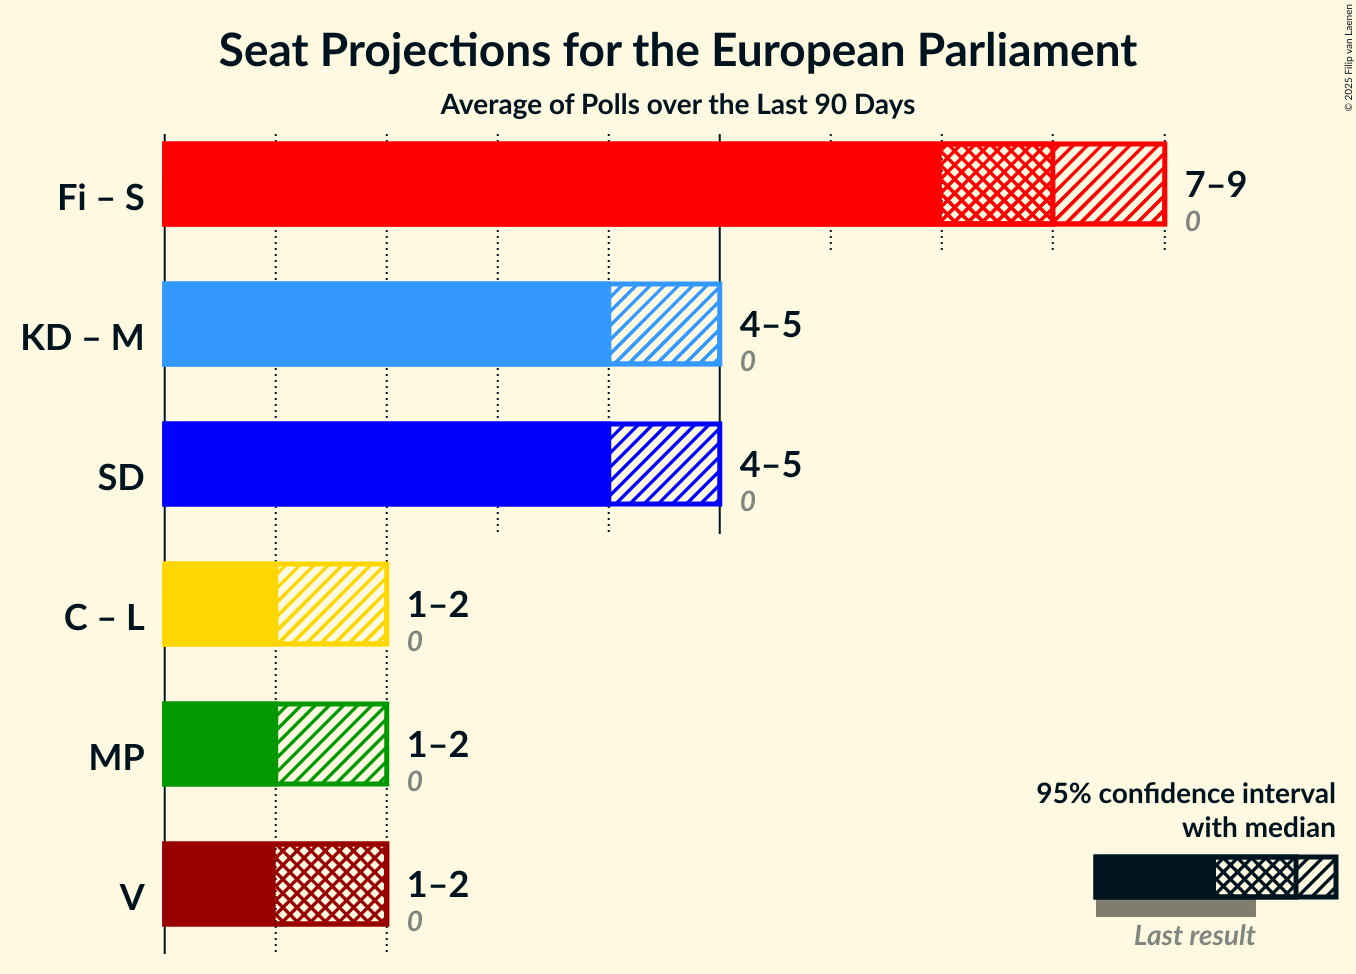 Seat Projections for the European Parliament
Average of Polls over the Last 90 Days
© 2025 Filip van Laenen
Fi – S
7–9
0
KD – M
4–5
0
SD
4–5
0
C – L
1–2
0
MP
1–2
0
V
1–2
0
95% confidence interval
with median
Last result